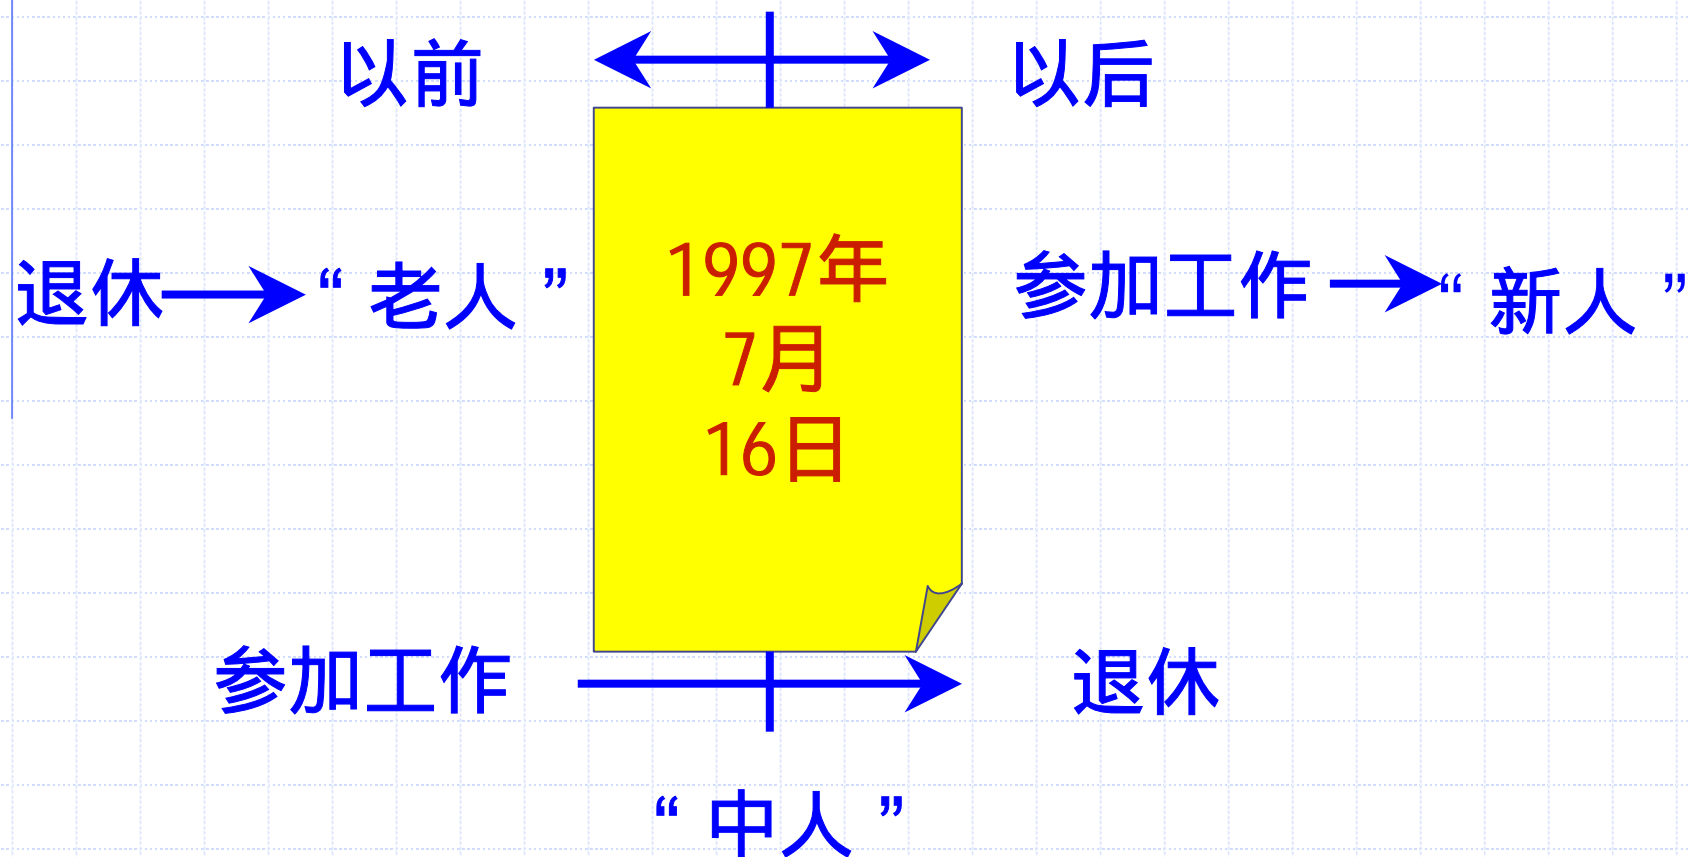 以前
以后
退休
“ 老人 ”
1997年
7月
16日
参加工作
“ 新人 ”
参加工作
退休
“ 中人 ”